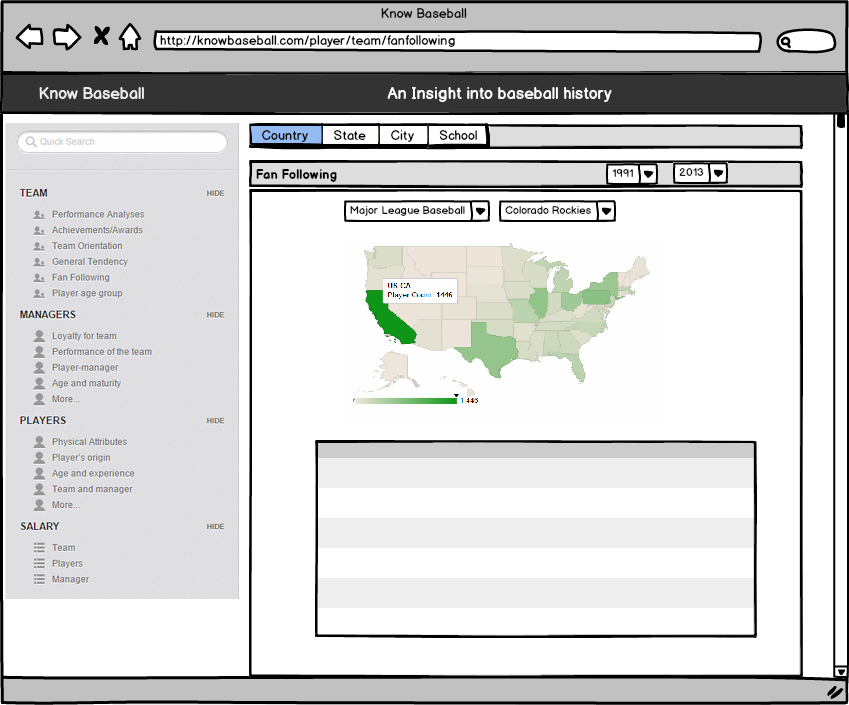 Know Baseball
http://knowbaseball.com/player/team/fanfollowing
Know Baseball
An Insight into baseball history
Quick Search
TEAM HIDE
Performance Analyses
Achievements/Awards
Team Orientation
General Tendency
Fan Following
Player age group
MANAGERS HIDE
Loyalty for team
Performance of the team
Player-manager
Age and maturity
More...
PLAYERS HIDE
Physical Attributes
Player's origin
Age and experience
Team and manager
More...
SALARY HIDE
Team
Players
Manager
Country State City School
Fan Following 1991 2013
Major League Baseball Colorado Rockies
US-CA
Player Count: 1446
1,446